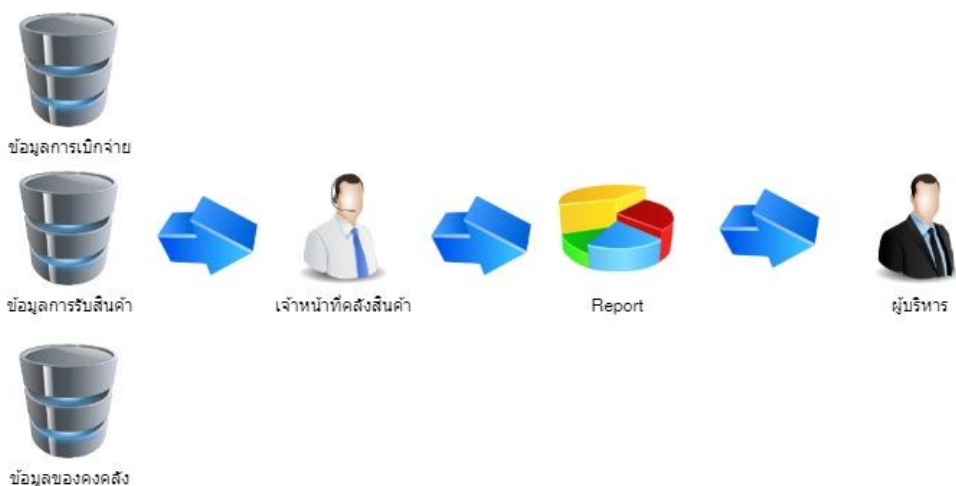 ข้อมูลการเบิกจ่าย
ข้อมูลการรับสินค้า
เจ้าหน้าที่คลังสินค้า
Report
ผู้บริหาร
ข้อมูลของคงคลัง